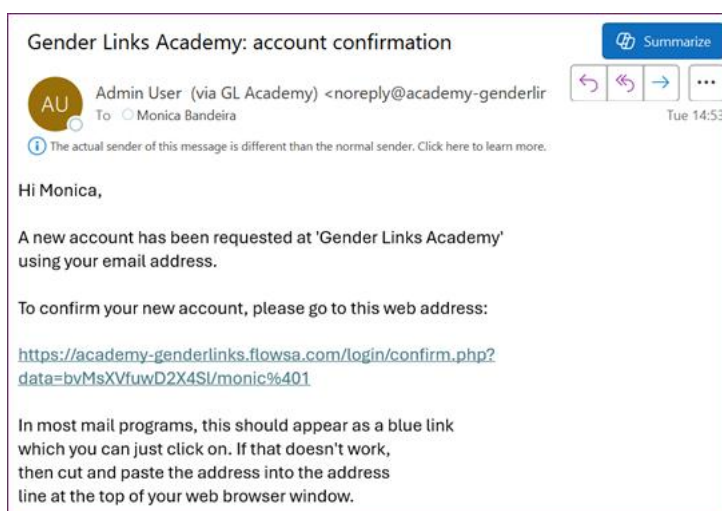 Gender Links Academy: account confirmation
Summarize
AU
Admin User (via GL Academy) <noreply@academy-genderlir
To Monica Bandeira
Tue 14:53
The actual sender of this message is different than the normal sender. Click here to learn more.
Hi Monica,
A new account has been requested at 'Gender Links Academy'
using your email address.
To confirm your new account, please go to this web address:
https://academy-genderlinks.flowsa.com/login/confirm.php?
data=bvMsXVfuwD2X4Sl/monic%401
In most mail programs, this should appear as a blue link
which you can just click on. If that doesn't work,
then cut and paste the address into the address
line at the top of your web browser window.